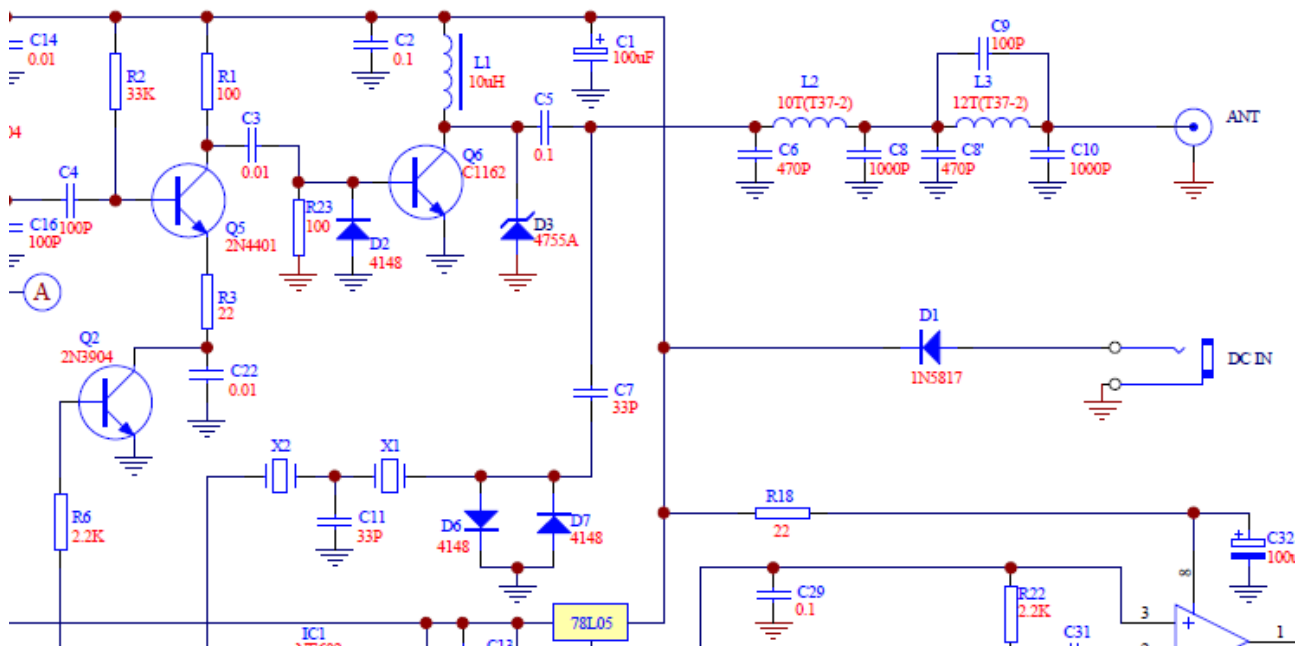 C14
0.01
R2
33K
R1
100
C2
0.1
L1
10uH
+
C1
100uF
C9
100P
L2
10T(T37-2)
L3
12T(T37-2)
ANT
C3
0.01
C5
0.1
Q6
C1162
C6
470P
C8
1000P
C8'
470P
C10
1000P
04
C4
100P
C16
100P
Q5
2N4401
R23
100
D2
4148
D3
4755A
A
R3
22
Q2
2N3904
C22
0.01
D1
1N5817
DC IN
C7
33P
X2
X1
R6
2.2K
C11
33P
D6
4148
D7
4148
R18
22
+
C32
100u
8
C29
0.1
R22
2.2K
3
+
1
78L05
IC1
C13
C31